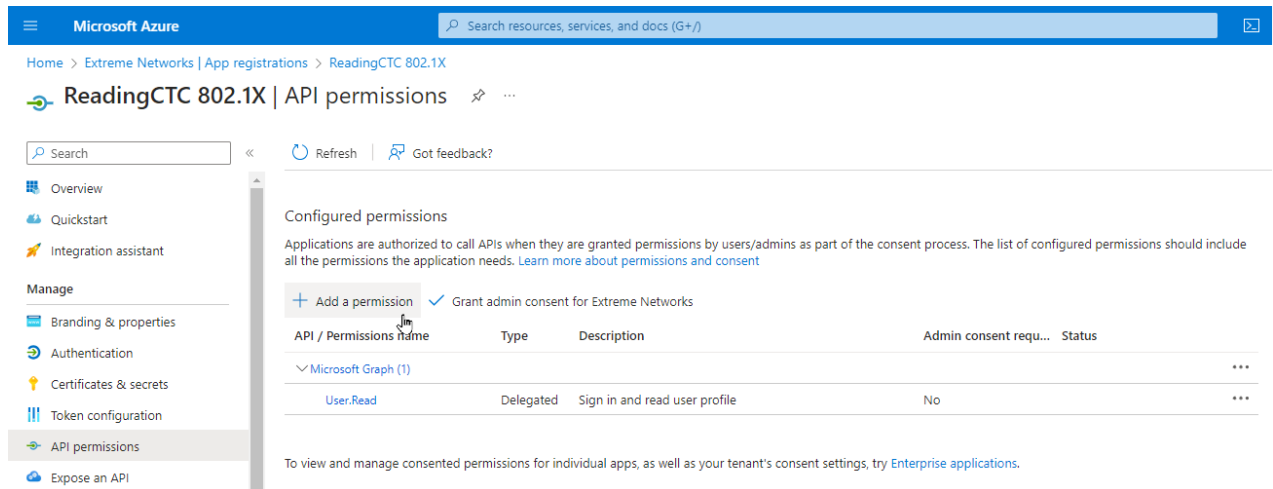 Microsoft Azure
Search resources, services, and docs (G+/)
Home > Extreme Networks | App registrations > ReadingCTC 802.1X
ReadingCTC 802.1X | API permissions
Search
«
Refresh
Got feedback?
Overview
Quickstart
Integration assistant
Manage
Branding & properties
Authentication
Certificates & secrets
Token configuration
API permissions
Expose an API
Configured permissions
Applications are authorized to call APIs when they are granted permissions by users/admins as part of the consent process. The list of configured permissions should include
all the permissions the application needs. Learn more about permissions and consent
Add a permission
Grant admin consent for Extreme Networks
API / Permissions name Type Description Admin consent requ... Status
Microsoft Graph (1)
User.Read Delegated Sign in and read user profile No
To view and manage consented permissions for individual apps, as well as your tenant's consent settings, try Enterprise applications.